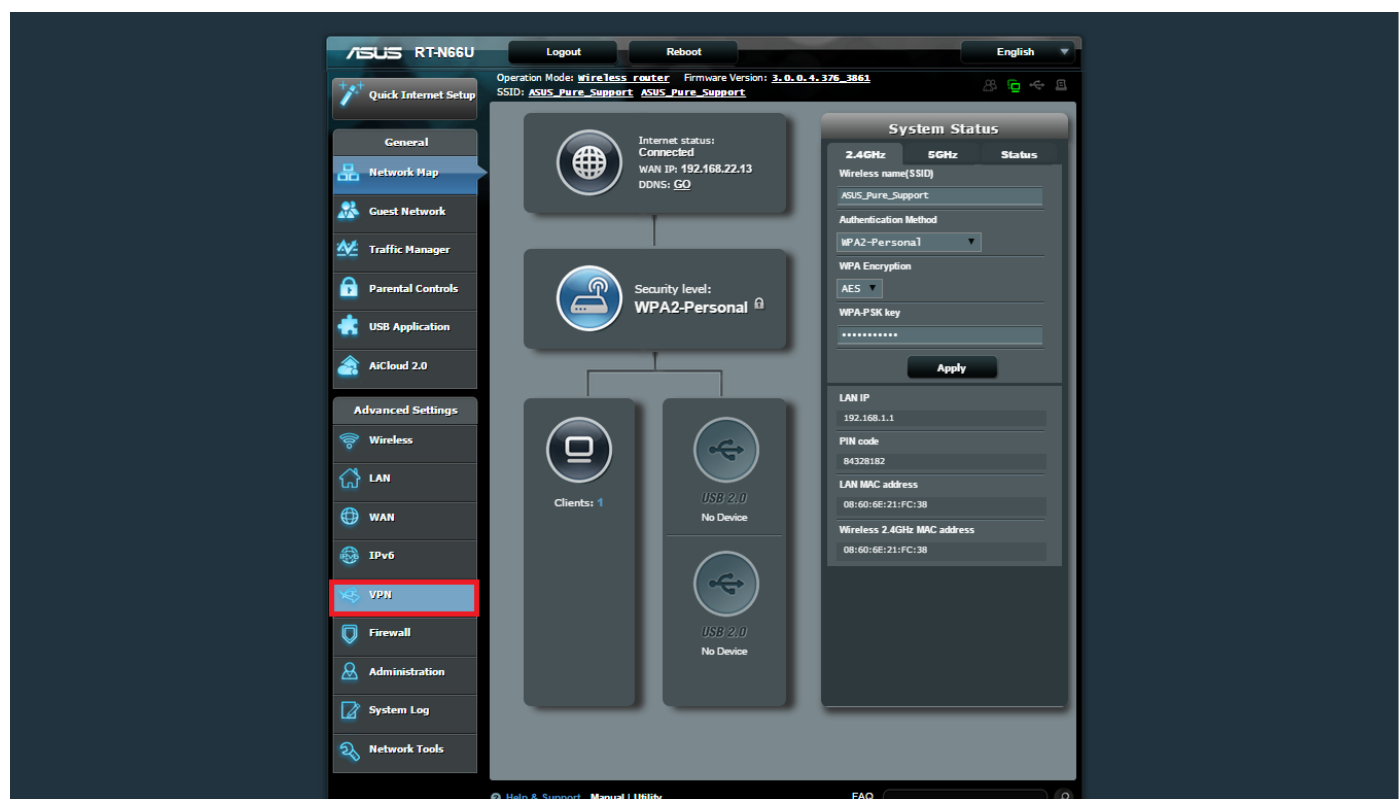 ASUS RT-N66U
Logout
Reboot
English
Quick Internet Setup
Operation Mode: Wireless router Firmware Version: 3.0.0.4.376_3861
SSID: ASUS_Pure_Support ASUS_Pure_Support
General
Network Map
Guest Network
Traffic Manager
Parental Controls
USB Application
AiCloud 2.0
Advanced Settings
Wireless
LAN
WAN
IPv6
VPN
Firewall
Administration
System Log
Network Tools
Internet status:
Connected
WAN IP: 192.168.22.13
DDNS: GO
Security level:
WPA2-Personal
Clients: 1
USB 2.0
No Device
USB 2.0
No Device
System Status
2.4GHz 5GHz Status
Wireless name(SSID)
ASUS_Pure_Support
Authentication Method
WPA2-Personal
WPA Encryption
AES
WPA-PSK key
•••••••••••
Apply
LAN IP
192.168.1.1
PIN code
84328182
LAN MAC address
08:60:6E:21:FC:38
Wireless 2.4GHz MAC address
08:60:6E:21:FC:38
Help & Support Manual | Utility
FAQ